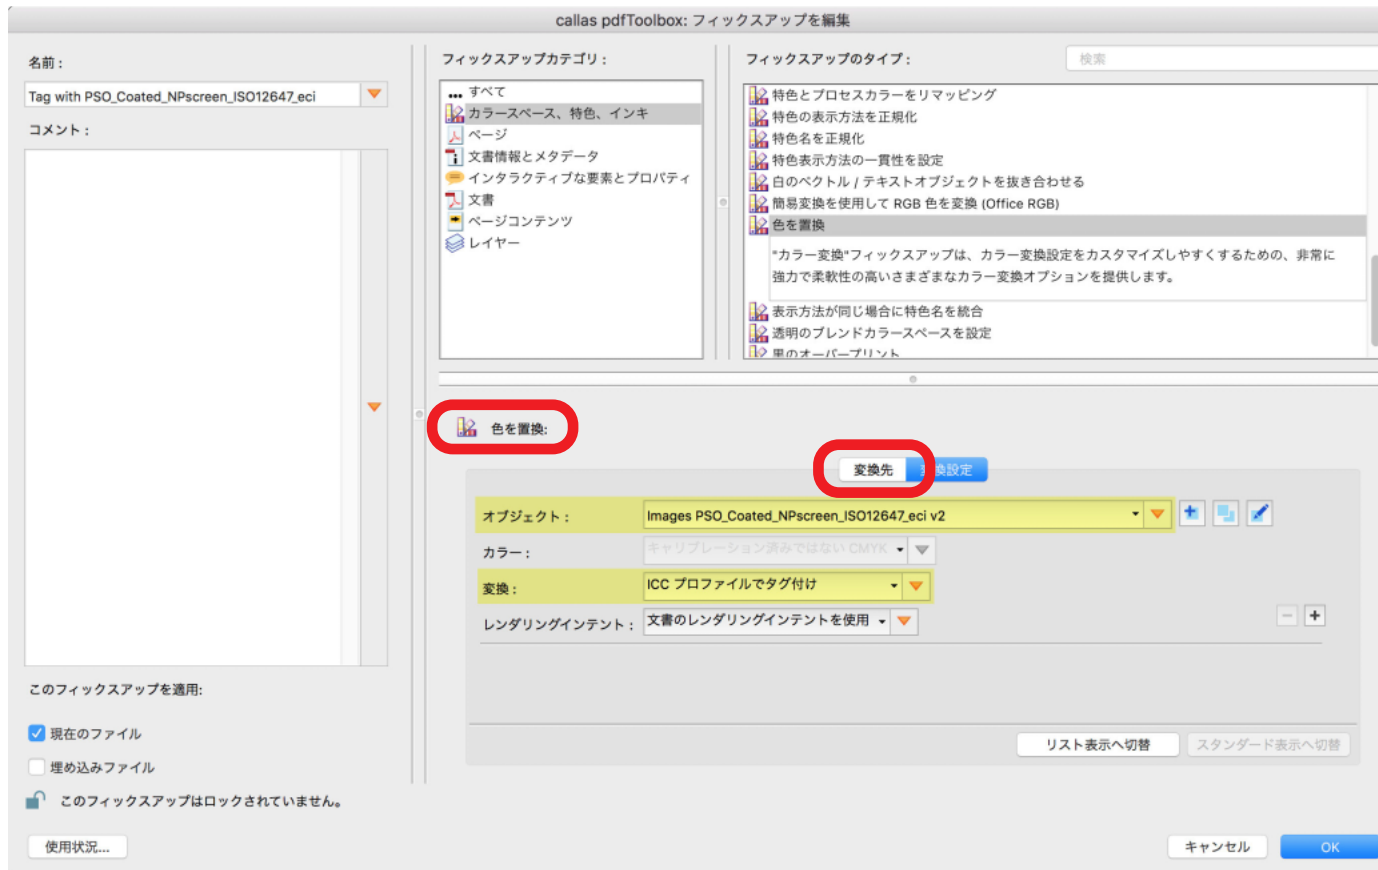 callas pdfToolbox: フィックスアップを編集
名前：
Tag with PSO_Coated_NPscreen_ISO12647_eci
コメント：
このフィックスアップを適用:
現在のファイル
埋め込みファイル
このフィックスアップはロックされていません。
使用状況...
フィックスアップカテゴリ：
すべて
カラースペース、特色、インキ
ページ
文書情報とメタデータ
インタラクティブな要素とプロパティ
文書
ページコンテンツ
レイヤー
フィックスアップのタイプ：
検索
特色とプロセスカラーをリマッピング
特色の表示方法を正規化
特色名を正規化
特色表示方法の一貫性を設定
白のベクトル / テキストオブジェクトを抜き合わせる
簡易変換を使用して RGB 色を変換 (Office RGB)
色を置換
"カラー変換"フィックスアップは、カラー変換設定をカスタマイズしやすくするための、非常に
強力で柔軟性の高いさまざまなカラー変換オプションを提供します。
表示方法が同じ場合に特色名を統合
透明のブレンドカラースペースを設定
黒のオーバープリント
色を置換:
変換先
換設定
オブジェクト：
Images PSO_Coated_NPscreen_ISO12647_eci v2
カラー：
キャリブレーション済みではない CMYK
変換：
ICC プロファイルでタグ付け
レンダリングインテント：
文書のレンダリングインテントを使用
リスト表示へ切替
スタンダード表示へ切替
キャンセル
OK